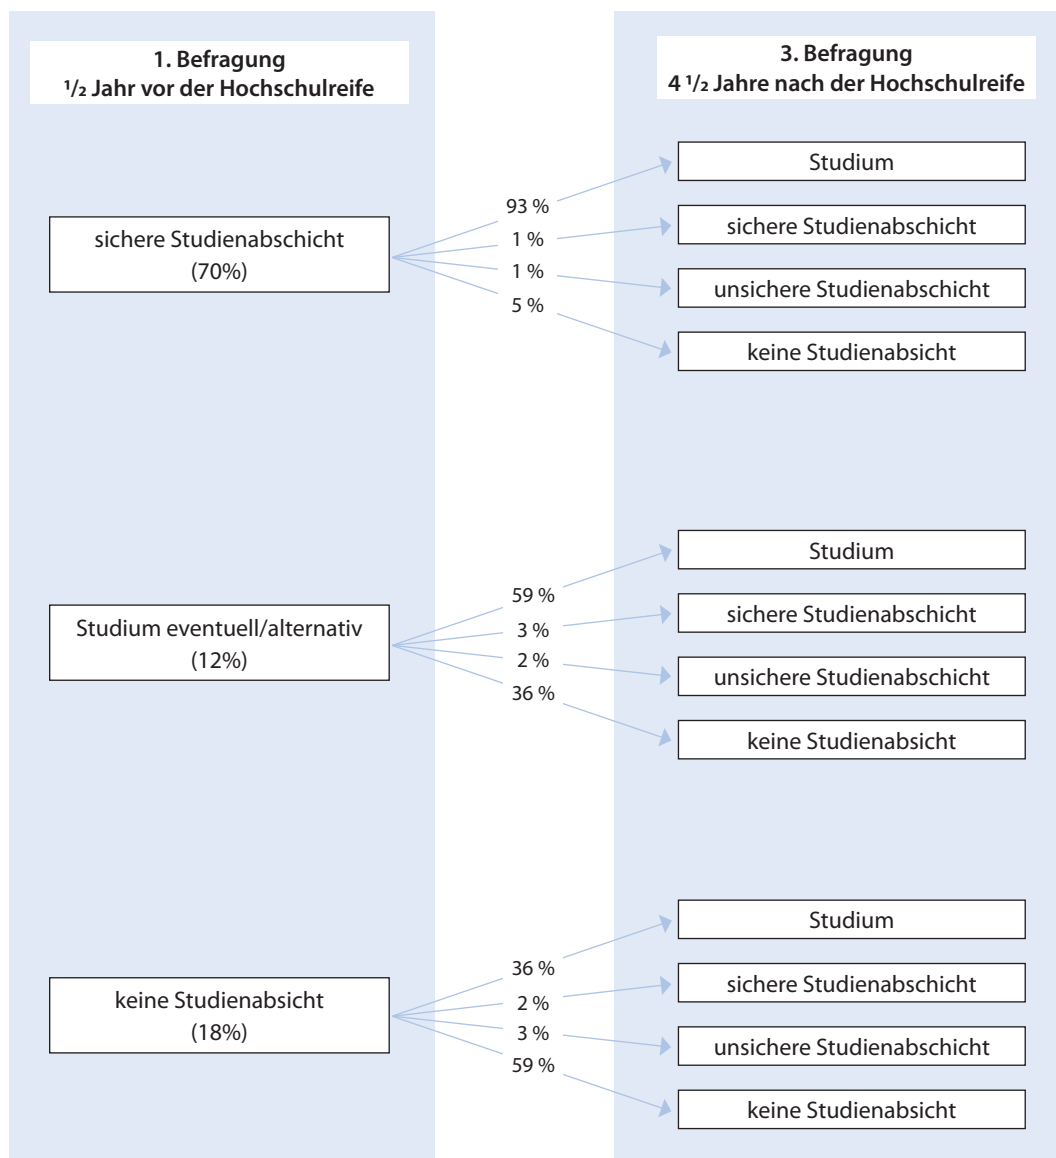 1. Befragung
½ Jahr vor der Hochschulreife
3. Befragung
4 ½ Jahre nach der Hochschulreife
sichere Studienabschicht
(70%)
93 %
1 %
1 %
5 %
Studium
sichere Studienabschicht
unsichere Studienabschicht
keine Studienabsicht
Studium eventuell/alternativ
(12%)
59 %
3 %
2 %
36 %
Studium
sichere Studienabschicht
unsichere Studienabschicht
keine Studienabsicht
keine Studienabsicht
(18%)
36 %
2 %
3 %
59 %
Studium
sichere Studienabschicht
unsichere Studienabschicht
keine Studienabsicht